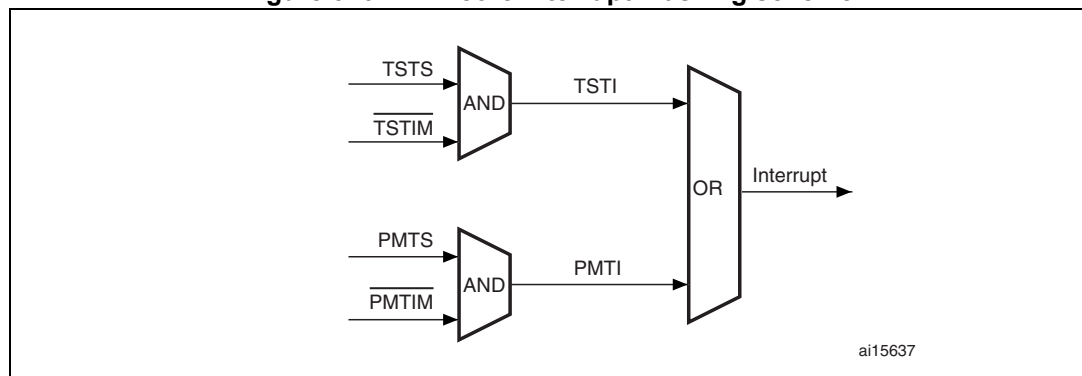 TSTS
AND
TSTI
TSTIM
OR
Interrupt
PMTS
AND
PMTI
PMTIM
ai15637